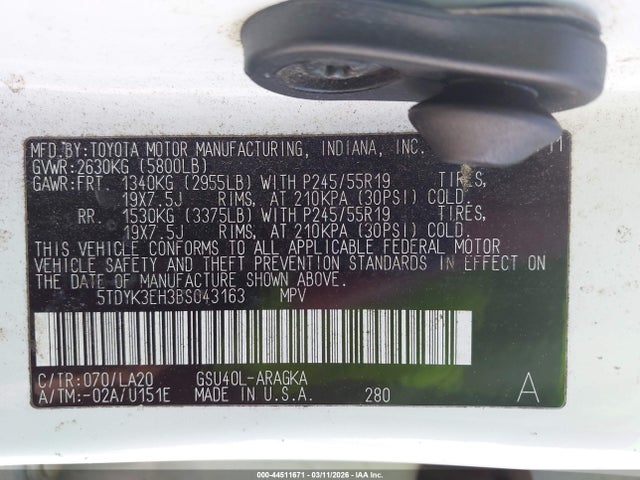 MFD.BY:TOYOTA MOTOR MANUFACTURING, INDIANA, INC. 11
GVWR:2630KG (5800LB)
GAWR:FRT. 1340KG (2955LB) WITH P245/55R19 TIRES,
19X7.5J RIMS, AT 210KPA (30PSI) COLD.
RR. 1530KG (3375LB) WITH P245/55R19 TIRES,
19X7.5J RIMS, AT 210KPA (30PSI) COLD.
THIS VEHICLE CONFORMS TO ALL APPLICABLE FEDERAL MOTOR
VEHICLE SAFETY AND THEFT PREVENTION STANDARDS IN EFFECT ON
THE DATE OF MANUFACTURE SHOWN ABOVE.
5TDYK3EH3BS043163 MPV
C/TR:070/LA20 GSU40L-ARAGKA
A/TM:-02A/U151E MADE IN U.S.A. 280 A
000-44511671 - 03/11/2026 - IAAI, Inc.